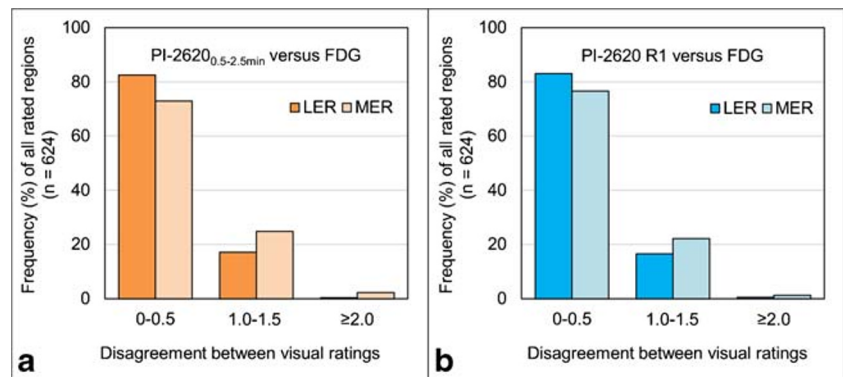 PI-2620 0.5-2.5min versus FDG
LER MER
Frequency (%) of all rated regions
(n = 624)
100
80
60
40
20
0
0-0.5 1.0-1.5 ≥2.0
Disagreement between visual ratings
a
PI-2620 R1 versus FDG
LER MER
Frequency (%) of all rated regions
(n = 624)
100
80
60
40
20
0
0-0.5 1.0-1.5 ≥2.0
Disagreement between visual ratings
b